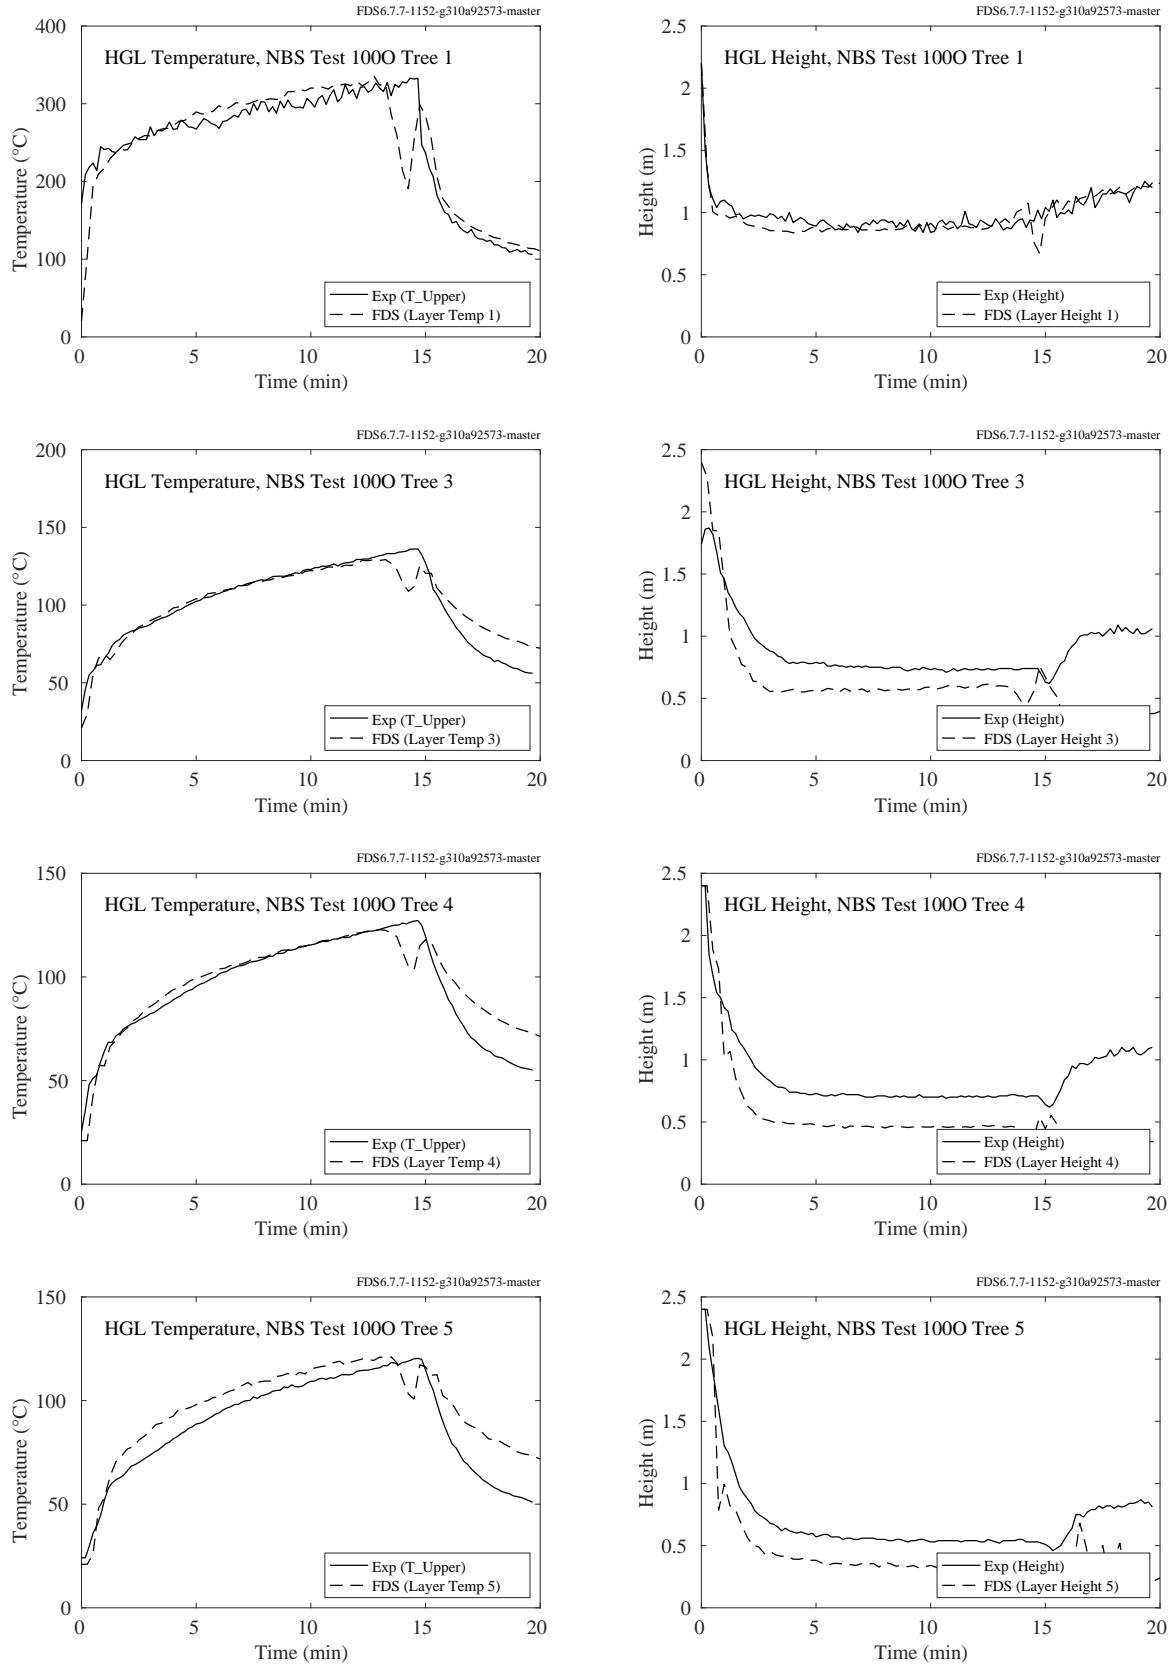 FDS6.7.7-1152-g310a92573-master
HGL Temperature, NBS Test 100O Tree 1
Temperature (°C)
400
300
200
100
0
Exp (T_Upper)
FDS (Layer Temp 1)
0 5 10 15 20
Time (min)
FDS6.7.7-1152-g310a92573-master
HGL Height, NBS Test 100O Tree 1
Height (m)
2.5
2
1.5
1
0.5
0
Exp (Height)
FDS (Layer Height 1)
0 5 10 15 20
Time (min)
FDS6.7.7-1152-g310a92573-master
HGL Temperature, NBS Test 100O Tree 3
Temperature (°C)
200
150
100
50
0
Exp (T_Upper)
FDS (Layer Temp 3)
0 5 10 15 20
Time (min)
FDS6.7.7-1152-g310a92573-master
HGL Height, NBS Test 100O Tree 3
Height (m)
2.5
2
1.5
1
0.5
0
Exp (Height)
FDS (Layer Height 3)
0 5 10 15 20
Time (min)
FDS6.7.7-1152-g310a92573-master
HGL Temperature, NBS Test 100O Tree 4
Temperature (°C)
150
100
50
0
Exp (T_Upper)
FDS (Layer Temp 4)
0 5 10 15 20
Time (min)
FDS6.7.7-1152-g310a92573-master
HGL Height, NBS Test 100O Tree 4
Height (m)
2.5
2
1.5
1
0.5
0
Exp (Height)
FDS (Layer Height 4)
0 5 10 15 20
Time (min)
FDS6.7.7-1152-g310a92573-master
HGL Temperature, NBS Test 100O Tree 5
Temperature (°C)
150
100
50
0
Exp (T_Upper)
FDS (Layer Temp 5)
0 5 10 15 20
Time (min)
FDS6.7.7-1152-g310a92573-master
HGL Height, NBS Test 100O Tree 5
Height (m)
2.5
2
1.5
1
0.5
0
Exp (Height)
FDS (Layer Height 5)
0 5 10 15 20
Time (min)